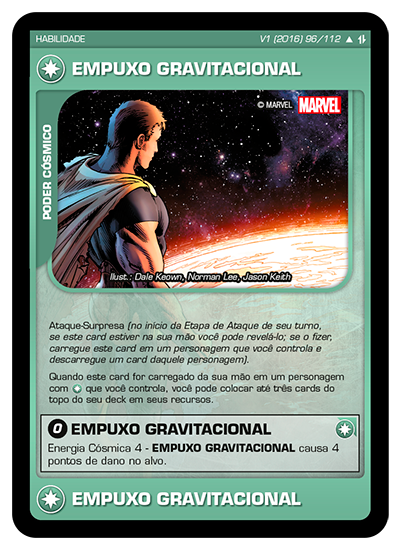 HABILIDADE
V1 (2016) 96/112 ▲
EMPUXO GRAVITACIONAL
© MARVEL MARVEL
PODER CÓSMICO
Ilust.: Dale Keown, Norman Lee, Jason Keith
Ataque-Surpresa (no início da Etapa de Ataque de seu turno,
se este card estiver na sua mão você pode revelá-lo; se o fizer,
carregue este card em um personagem que você controla e
descarregue um card daquele personagem).
Quando este card for carregado da sua mão em um personagem
com que você controla, você pode colocar até três cards do
topo do seu deck em seus recursos.
0 EMPUXO GRAVITACIONAL
Energia Cósmica 4 - EMPUXO GRAVITACIONAL causa 4
pontos de dano no alvo.
EMPUXO GRAVITACIONAL